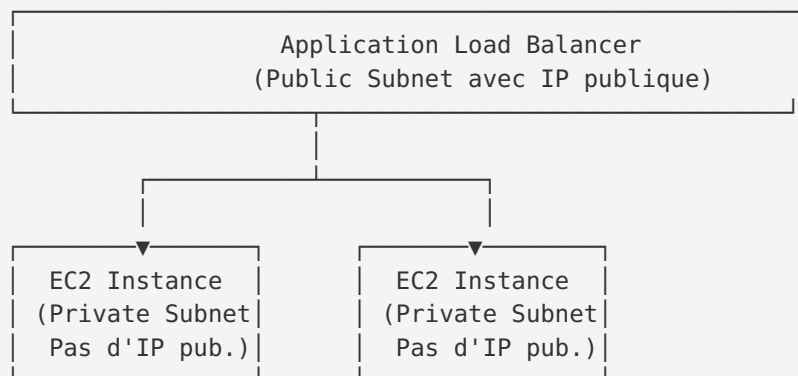 Application Load Balancer
(Public Subnet avec IP publique)
EC2 Instance EC2 Instance
(Private Subnet (Private Subnet
Pas d'IP pub.) Pas d'IP pub.)